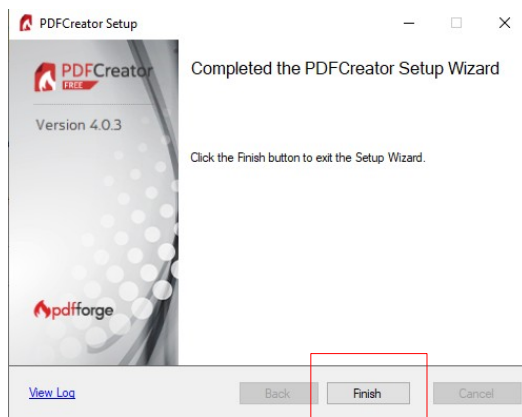 PDFCreator Setup
PDFCreator
FREE
Version 4.0.3
Completed the PDFCreator Setup Wizard
Click the Finish button to exit the Setup Wizard.
pdfforge
View Log
Back
Finish
Cancel